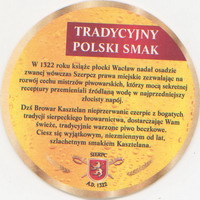 TRADYCYJNY
POLSKI SMAK
W 1522 roku książę płocki Wacław nadał osadzie
zwanej wówczas Szerpcz prawa miejskie zezwalając na
rozwój cechu mistrzów piwowarskich, którzy mocą sekretnej
receptury przemieniali źródlaną wodę w najprzedniejszy
złocisty napój.
Dziś Browar Kasztelan nieprzerwanie czerpie z bogatych
tradycji sierpeckiego browarnictwa, dostarczając Wam
świeże, tradycyjnie warzone piwo beczkowe.
Ciesz się wyjątkowym, niezmiennym od lat,
szlachetnym smakiem Kasztelana.
SIERPC
A.D. 1322